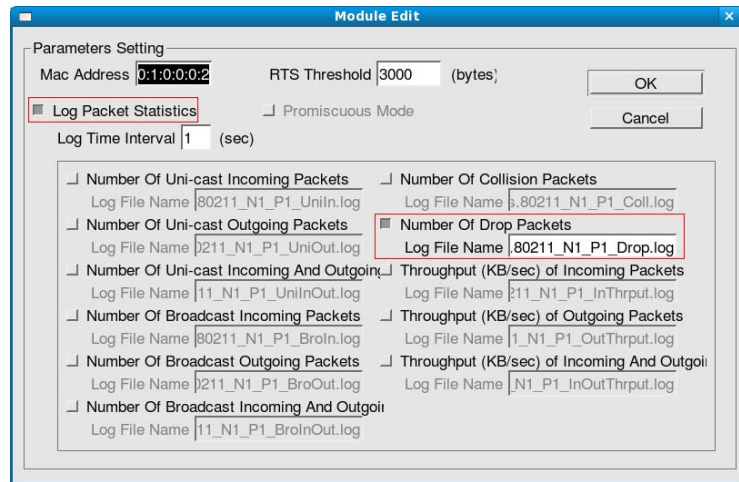 Module Edit
Parameters Setting
Mac Address 0:1:0:0:0:2 RTS Threshold 3000 (bytes)
OK
Log Packet Statistics Promiscuous Mode
Cancel
Log Time Interval 1 (sec)
Number Of Uni-cast Incoming Packets
Log File Name 80211_N1_P1_UniIn.log
Number Of Uni-cast Outgoing Packets
Log File Name 0211_N1_P1_UniOut.log
Number Of Uni-cast Incoming And Outgoing
Log File Name 11_N1_P1_UniInOut.log
Number Of Broadcast Incoming Packets
Log File Name 80211_N1_P1_BroIn.log
Number Of Broadcast Outgoing Packets
Log File Name 0211_N1_P1_BroOut.log
Number Of Broadcast Incoming And Outgoin
Log File Name 11_N1_P1_BroInOut.log
Number Of Collision Packets
Log File Name s.80211_N1_P1_Coll.log
Number Of Drop Packets
Log File Name .80211_N1_P1_Drop.log
Throughput (KB/sec) of Incoming Packets
Log File Name 211_N1_P1_InThrput.log
Throughput (KB/sec) of Outgoing Packets
Log File Name 1_N1_P1_OutThrput.log
Throughput (KB/sec) of Incoming And Outgoi
Log File Name _N1_P1_InOutThrput.log